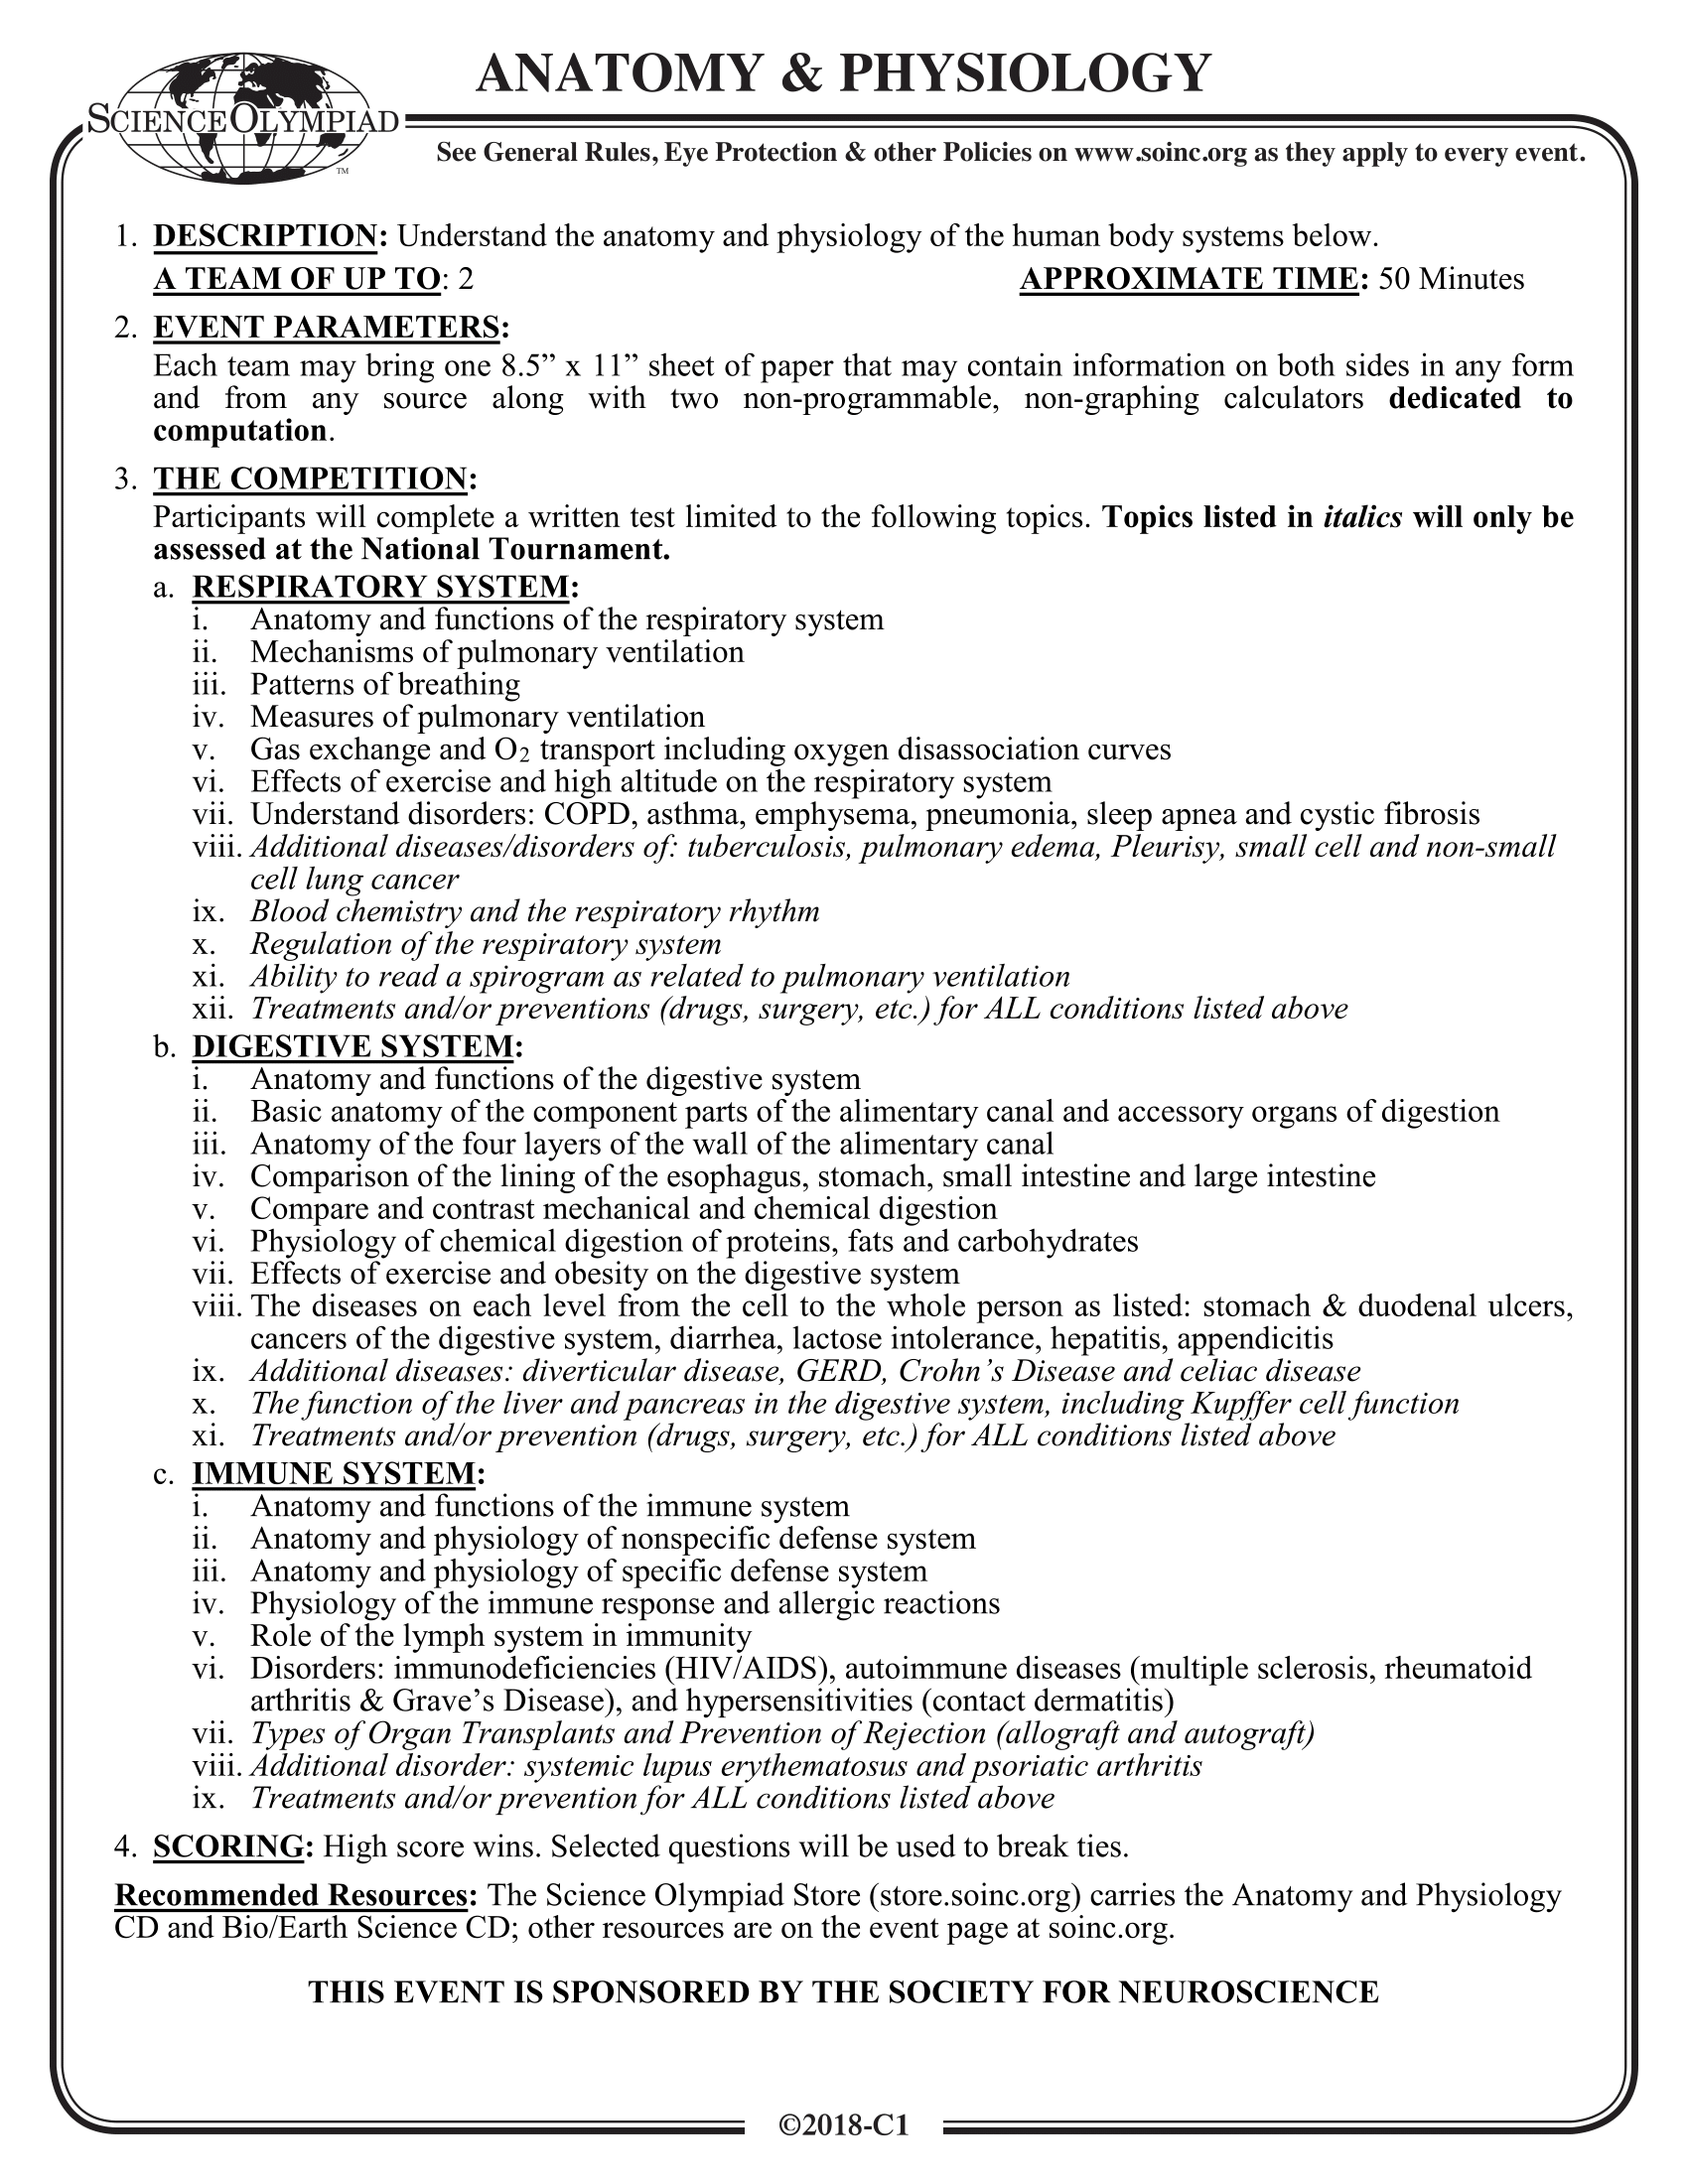 ANATOMY & PHYSIOLOGY
SCIENCE OLYMPIAD
TM
See General Rules, Eye Protection & other Policies on www.soinc.org as they apply to every event.
1. DESCRIPTION: Understand the anatomy and physiology of the human body systems below.
A TEAM OF UP TO: 2 APPROXIMATE TIME: 50 Minutes
2. EVENT PARAMETERS:
Each team may bring one 8.5” x 11” sheet of paper that may contain information on both sides in any form
and from any source along with two non-programmable, non-graphing calculators dedicated to
computation.
3. THE COMPETITION:
Participants will complete a written test limited to the following topics. Topics listed in italics will only be
assessed at the National Tournament.
a. RESPIRATORY SYSTEM:
i. Anatomy and functions of the respiratory system
ii. Mechanisms of pulmonary ventilation
iii. Patterns of breathing
iv. Measures of pulmonary ventilation
v. Gas exchange and O2 transport including oxygen disassociation curves
vi. Effects of exercise and high altitude on the respiratory system
vii. Understand disorders: COPD, asthma, emphysema, pneumonia, sleep apnea and cystic fibrosis
viii. Additional diseases/disorders of: tuberculosis, pulmonary edema, Pleurisy, small cell and non-small
cell lung cancer
ix. Blood chemistry and the respiratory rhythm
x. Regulation of the respiratory system
xi. Ability to read a spirogram as related to pulmonary ventilation
xii. Treatments and/or preventions (drugs, surgery, etc.) for ALL conditions listed above
b. DIGESTIVE SYSTEM:
i. Anatomy and functions of the digestive system
ii. Basic anatomy of the component parts of the alimentary canal and accessory organs of digestion
iii. Anatomy of the four layers of the wall of the alimentary canal
iv. Comparison of the lining of the esophagus, stomach, small intestine and large intestine
v. Compare and contrast mechanical and chemical digestion
vi. Physiology of chemical digestion of proteins, fats and carbohydrates
vii. Effects of exercise and obesity on the digestive system
viii. The diseases on each level from the cell to the whole person as listed: stomach & duodenal ulcers,
cancers of the digestive system, diarrhea, lactose intolerance, hepatitis, appendicitis
ix. Additional diseases: diverticular disease, GERD, Crohn’s Disease and celiac disease
x. The function of the liver and pancreas in the digestive system, including Kupffer cell function
xi. Treatments and/or prevention (drugs, surgery, etc.) for ALL conditions listed above
c. IMMUNE SYSTEM:
i. Anatomy and functions of the immune system
ii. Anatomy and physiology of nonspecific defense system
iii. Anatomy and physiology of specific defense system
iv. Physiology of the immune response and allergic reactions
v. Role of the lymph system in immunity
vi. Disorders: immunodeficiencies (HIV/AIDS), autoimmune diseases (multiple sclerosis, rheumatoid
arthritis & Grave’s Disease), and hypersensitivities (contact dermatitis)
vii. Types of Organ Transplants and Prevention of Rejection (allograft and autograft)
viii. Additional disorder: systemic lupus erythematosus and psoriatic arthritis
ix. Treatments and/or prevention for ALL conditions listed above
4. SCORING: High score wins. Selected questions will be used to break ties.
Recommended Resources: The Science Olympiad Store (store.soinc.org) carries the Anatomy and Physiology
CD and Bio/Earth Science CD; other resources are on the event page at soinc.org.
THIS EVENT IS SPONSORED BY THE SOCIETY FOR NEUROSCIENCE
©2018-C1